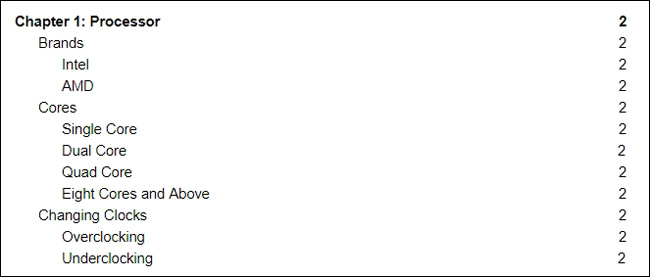 Chapter 1: Processor 2
Brands 2
Intel 2
AMD 2
Cores 2
Single Core 2
Dual Core 2
Quad Core 2
Eight Cores and Above 2
Changing Clocks 2
Overclocking 2
Underclocking 2